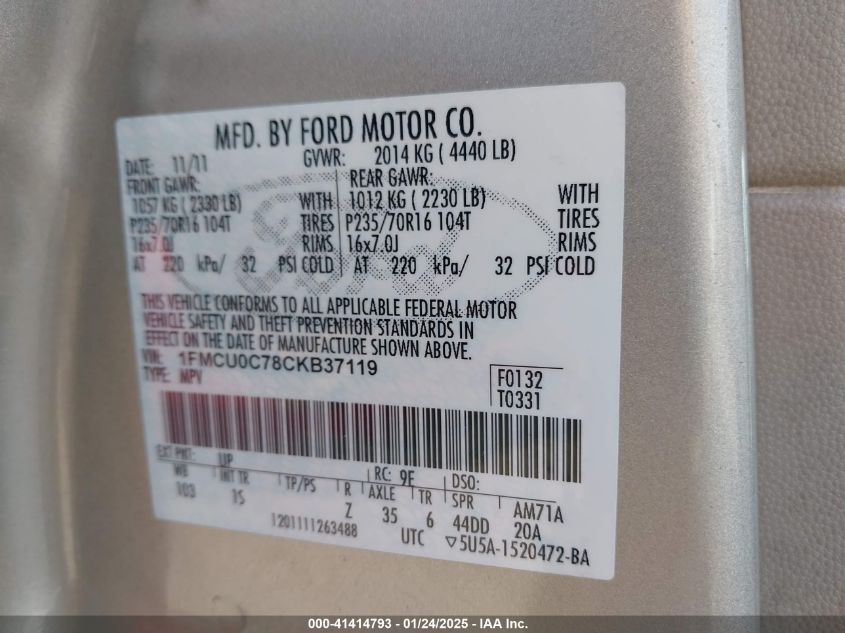 MFD. BY FORD MOTOR CO.
DATE: 11/11 GVWR: 2014 KG ( 4440 LB)
FRONT GAWR: REAR GAWR:
1057 KG ( 2330 LB) WITH 1012 KG ( 2230 LB) WITH
P235/70R16 104T TIRES P235/70R16 104T TIRES
16x7.0J RIMS 16x7.0J RIMS
AT 220 kPa/ 32 PSI COLD AT 220 kPa/ 32 PSI COLD
THIS VEHICLE CONFORMS TO ALL APPLICABLE FEDERAL MOTOR
VEHICLE SAFETY AND THEFT PREVENTION STANDARDS IN
EFFECT ON THE DATE OF MANUFACTURE SHOWN ABOVE.
VIN: 1FMCU0C78CKB37119
TYPE: MPV
F0132
T0331
EXT PNT: UP RC: 9F DSO:
WB INT TR TP/PS R AXLE TR SPR AM71A
103 IS Z 35 6 44DD 20A
1201111263488 UTC ▽5U5A-1520472-BA
000-41414793 - 01/24/2025 - IAA Inc.